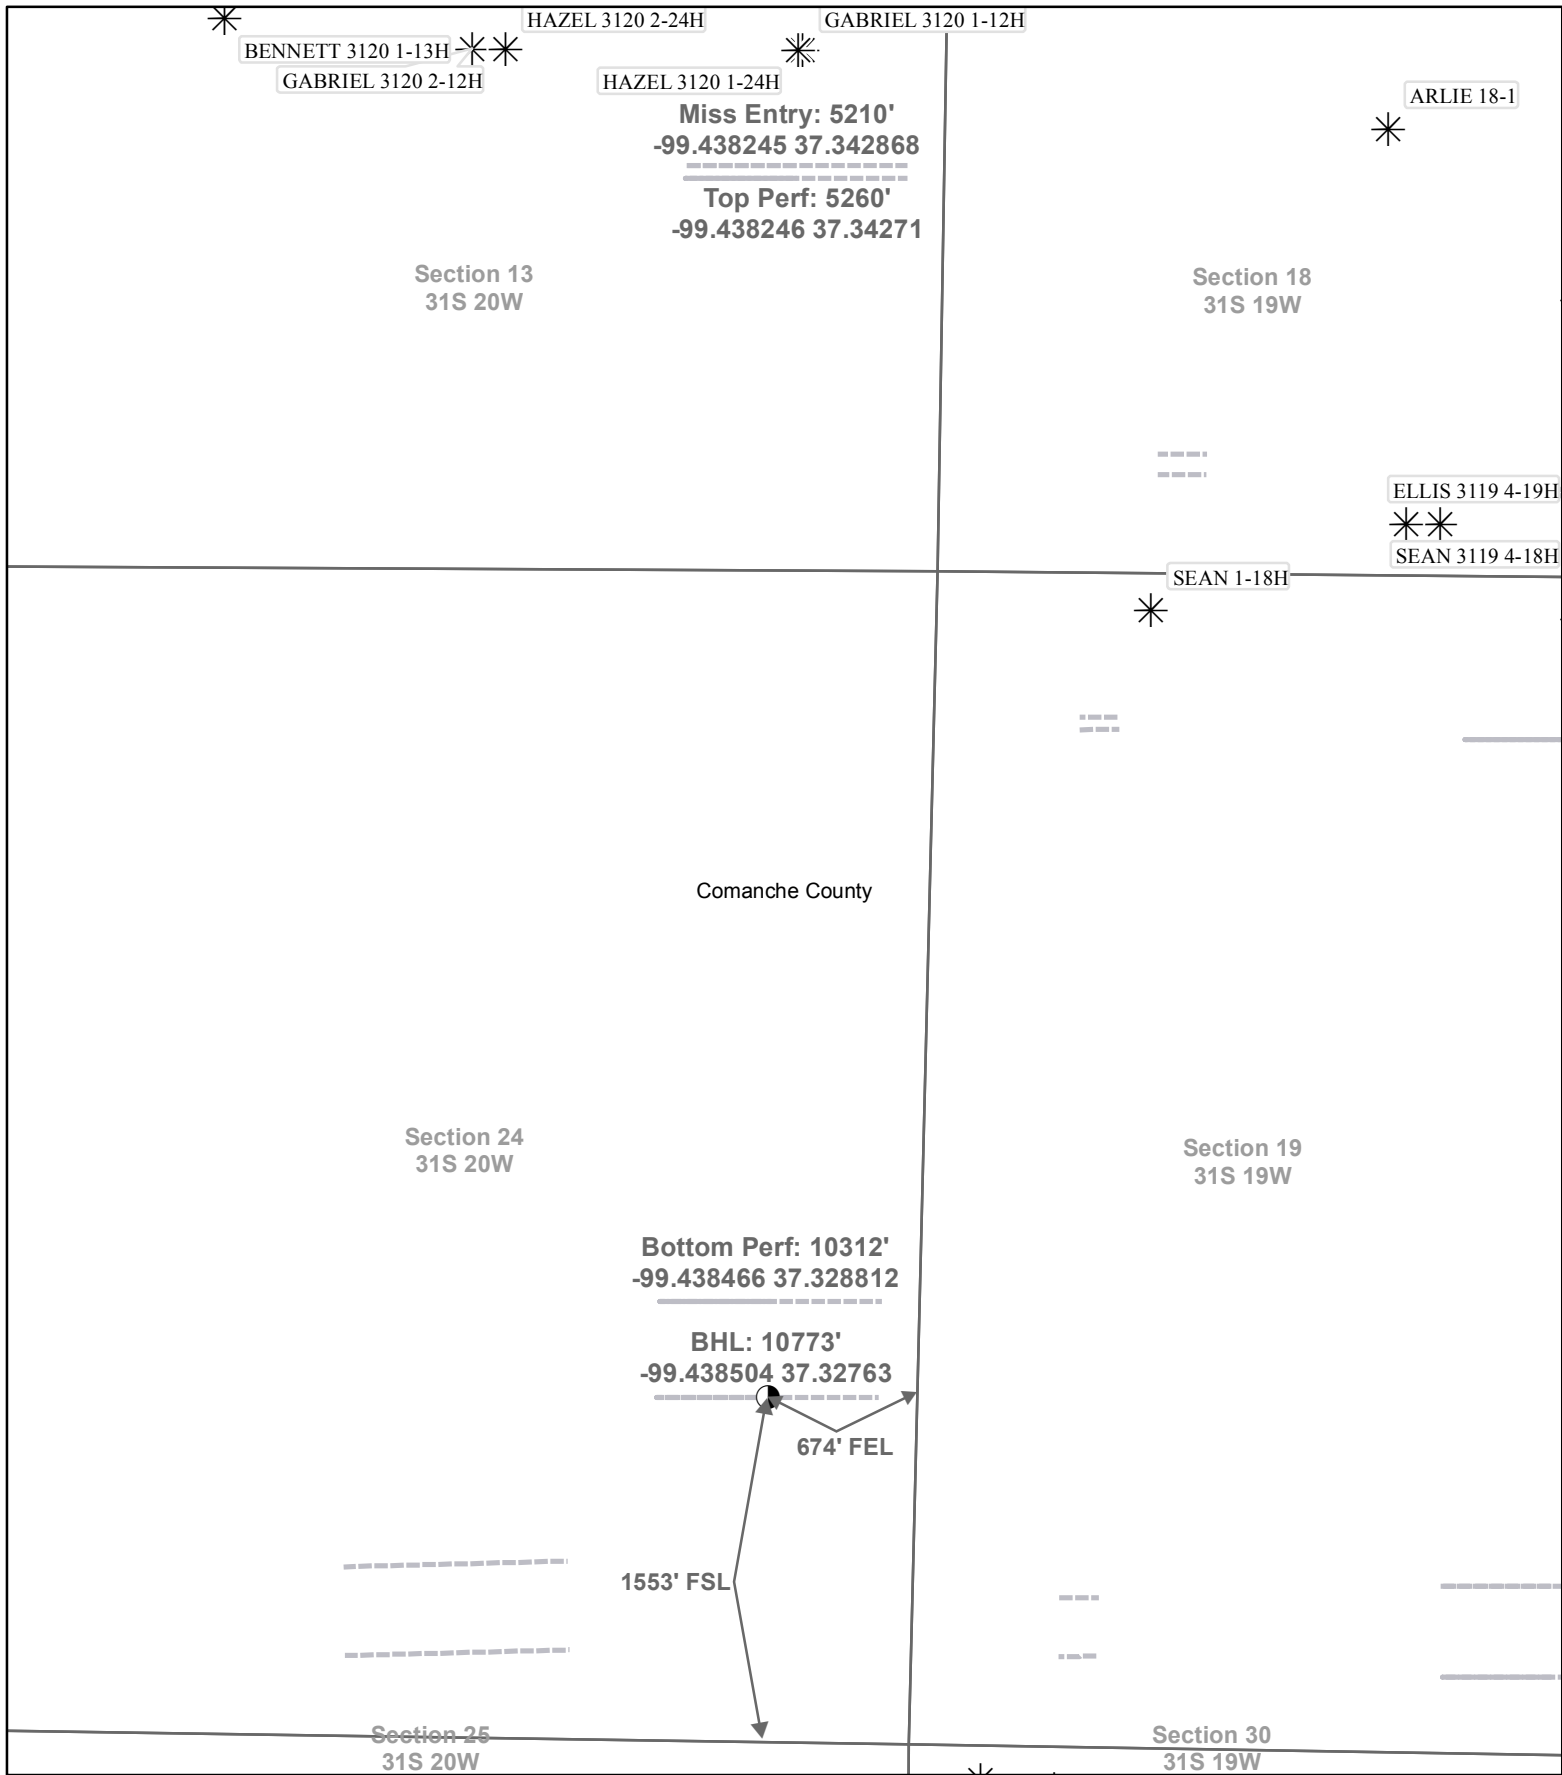 HAZEL 3120 2-24H
GABRIEL 3120 1-12H
BENNETT 3120 1-13H
GABRIEL 3120 2-12H
HAZEL 3120 1-24H
ARLIE 18-1
Miss Entry: 5210'
-99.438245 37.342868
Top Perf: 5260'
-99.438246 37.34271
Section 13
31S 20W
Section 18
31S 19W
ELLIS 3119 4-19H
SEAN 3119 4-18H
SEAN 1-18H
Comanche County
Section 24
31S 20W
Section 19
31S 19W
Bottom Perf: 10312'
-99.438466 37.328812
BHL: 10773'
-99.438504 37.32763
674' FEL
1553' FSL
Section 25
31S 20W
Section 30
31S 19W